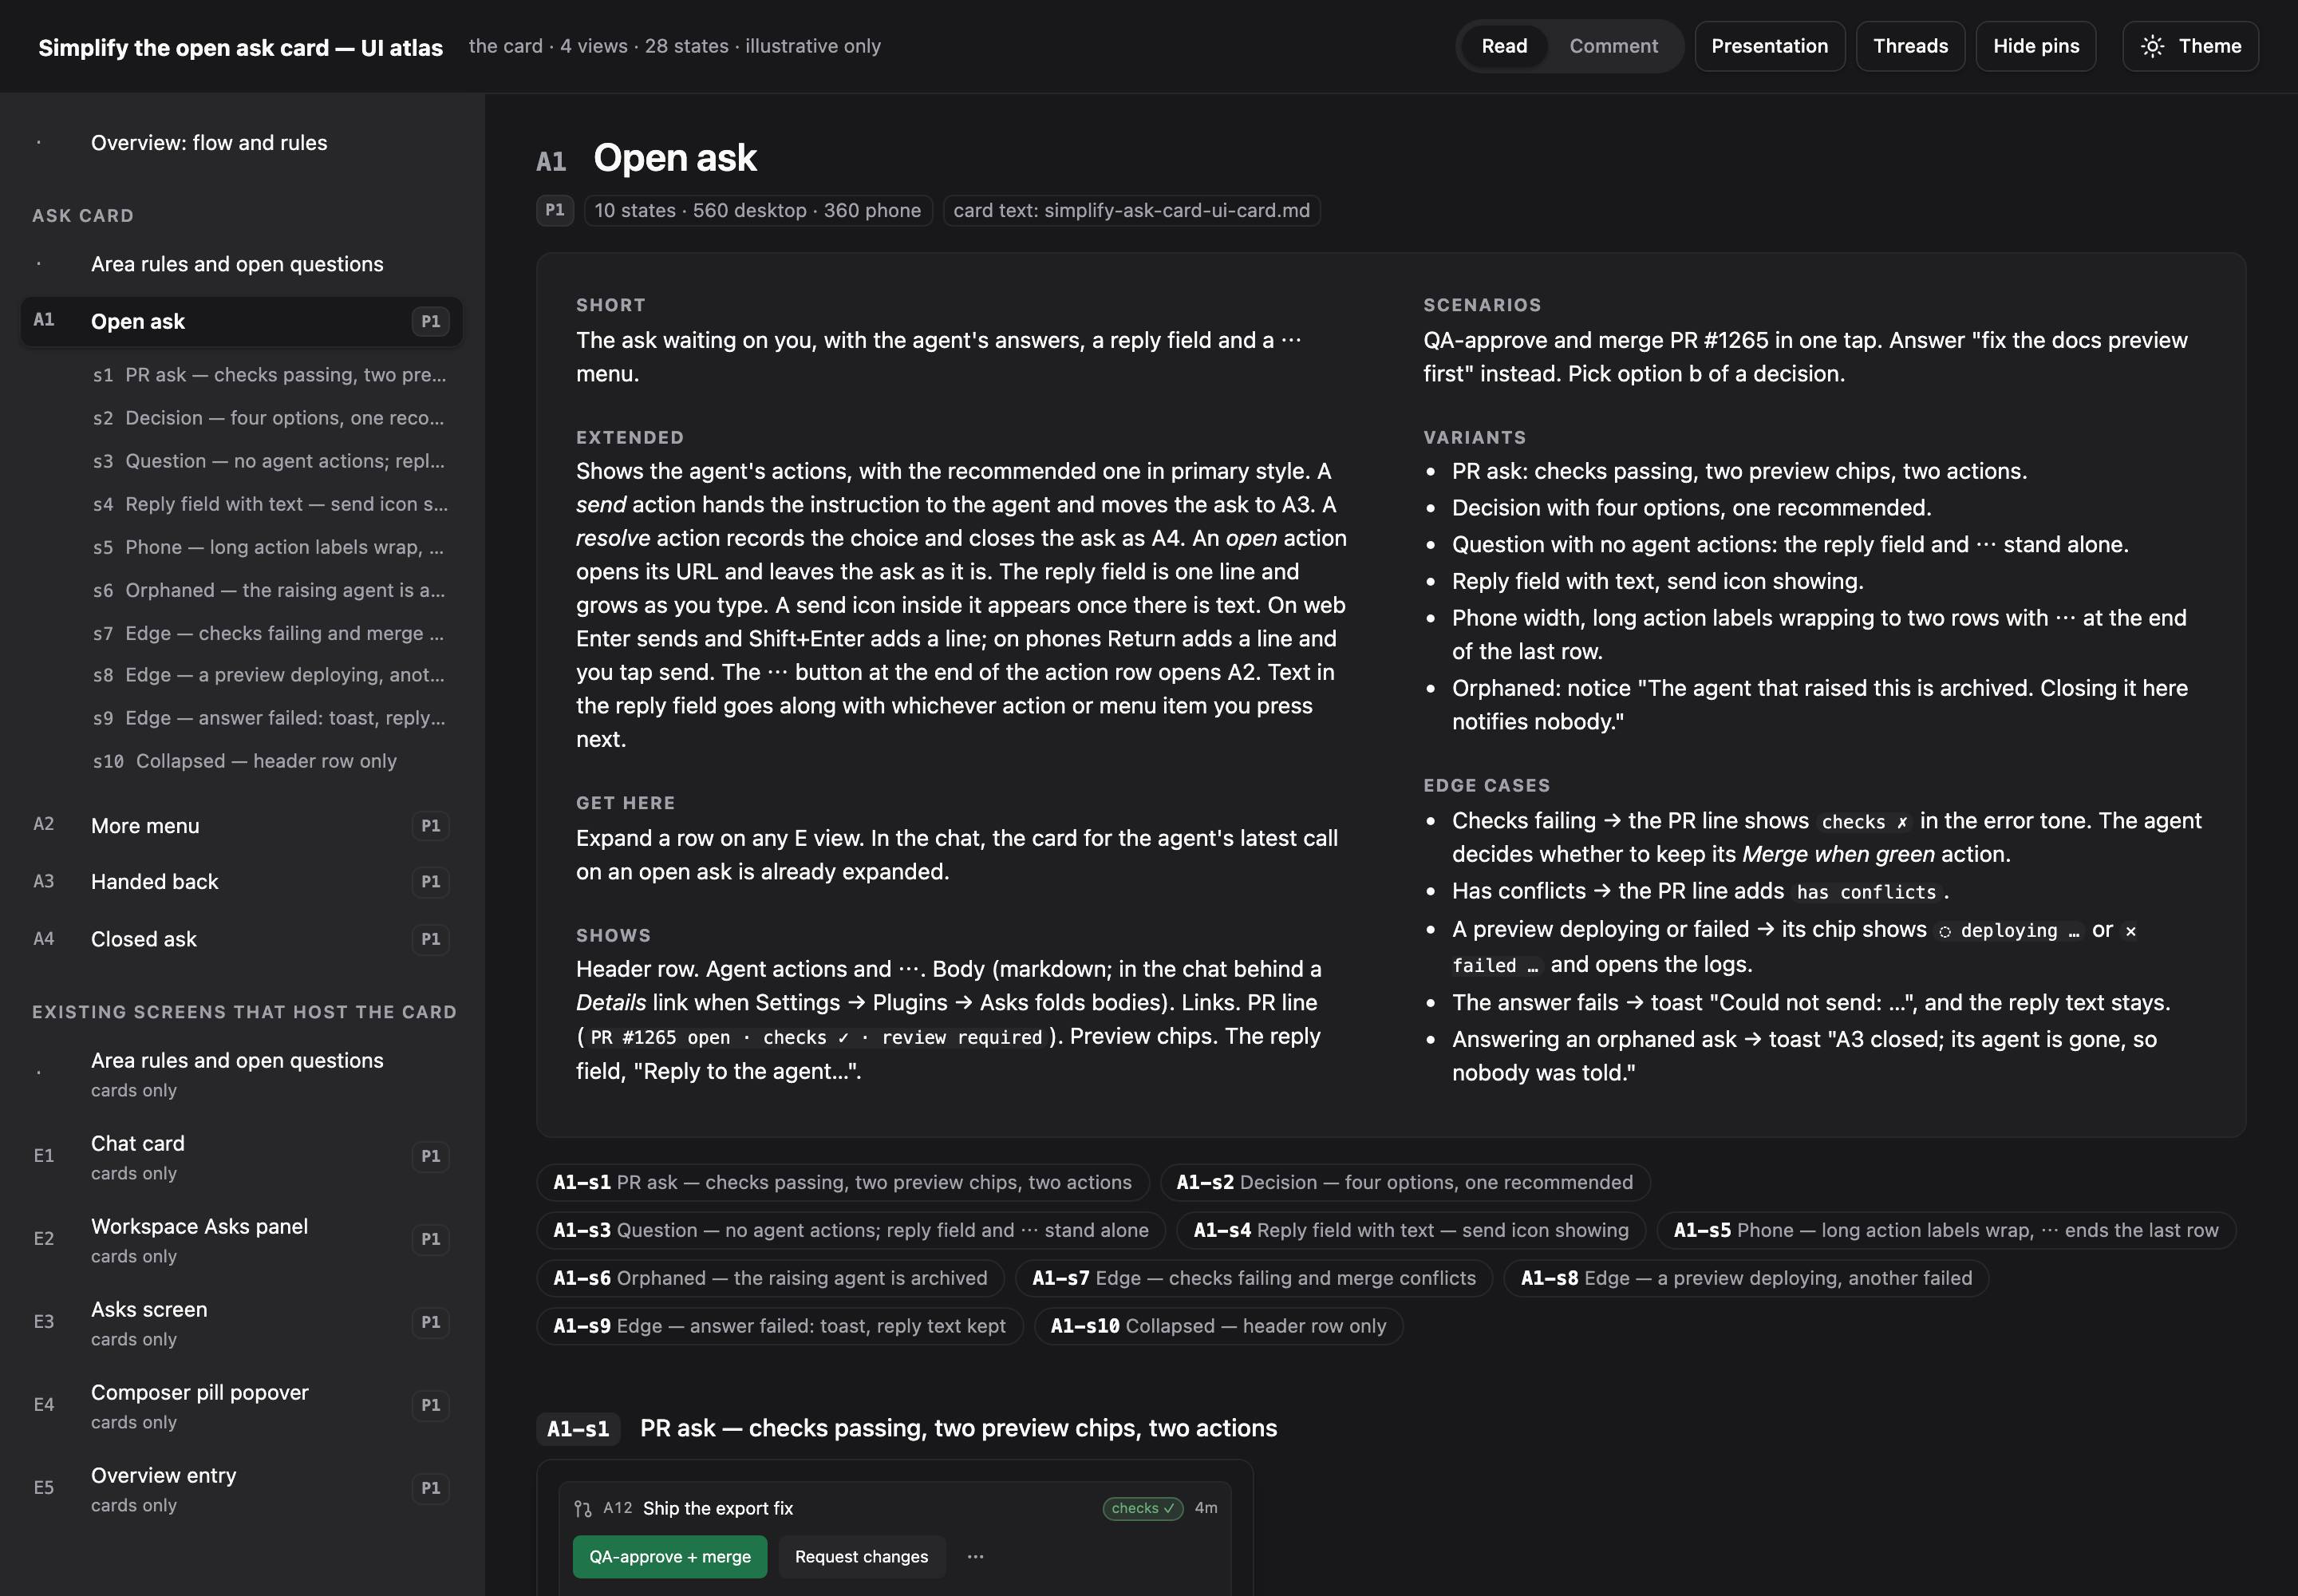 Simplify the open ask card — UI atlas
the card · 4 views · 28 states · illustrative only
Read
Comment
Presentation
Threads
Hide pins
Theme
· Overview: flow and rules
ASK CARD
· Area rules and open questions
A1 Open ask P1
s1 PR ask — checks passing, two pre...
s2 Decision — four options, one reco...
s3 Question — no agent actions; repl...
s4 Reply field with text — send icon s...
s5 Phone — long action labels wrap, ...
s6 Orphaned — the raising agent is a...
s7 Edge — checks failing and merge ...
s8 Edge — a preview deploying, anot...
s9 Edge — answer failed: toast, reply...
s10 Collapsed — header row only
A2 More menu P1
A3 Handed back P1
A4 Closed ask P1
EXISTING SCREENS THAT HOST THE CARD
· Area rules and open questions
cards only
E1 Chat card P1
cards only
E2 Workspace Asks panel P1
cards only
E3 Asks screen P1
cards only
E4 Composer pill popover P1
cards only
E5 Overview entry P1
cards only
A1 Open ask
P1 10 states · 560 desktop · 360 phone card text: simplify-ask-card-ui-card.md
SHORT
The ask waiting on you, with the agent's answers, a reply field and a ···
menu.
EXTENDED
Shows the agent's actions, with the recommended one in primary style. A
send action hands the instruction to the agent and moves the ask to A3. A
resolve action records the choice and closes the ask as A4. An open action
opens its URL and leaves the ask as it is. The reply field is one line and
grows as you type. A send icon inside it appears once there is text. On web
Enter sends and Shift+Enter adds a line; on phones Return adds a line and
you tap send. The ··· button at the end of the action row opens A2. Text in
the reply field goes along with whichever action or menu item you press
next.
GET HERE
Expand a row on any E view. In the chat, the card for the agent's latest call
on an open ask is already expanded.
SHOWS
Header row. Agent actions and ···. Body (markdown; in the chat behind a
Details link when Settings → Plugins → Asks folds bodies). Links. PR line
( PR #1265 open · checks ✓ · review required ). Preview chips. The reply
field, "Reply to the agent…".
SCENARIOS
QA-approve and merge PR #1265 in one tap. Answer "fix the docs preview
first" instead. Pick option b of a decision.
VARIANTS
• PR ask: checks passing, two preview chips, two actions.
• Decision with four options, one recommended.
• Question with no agent actions: the reply field and ··· stand alone.
• Reply field with text, send icon showing.
• Phone width, long action labels wrapping to two rows with ··· at the end
of the last row.
• Orphaned: notice "The agent that raised this is archived. Closing it here
notifies nobody."
EDGE CASES
• Checks failing → the PR line shows checks ✗ in the error tone. The agent
decides whether to keep its Merge when green action.
• Has conflicts → the PR line adds has conflicts .
• A preview deploying or failed → its chip shows ◌ deploying … or ×
failed … and opens the logs.
• The answer fails → toast "Could not send: …", and the reply text stays.
• Answering an orphaned ask → toast "A3 closed; its agent is gone, so
nobody was told."
A1-s1 PR ask — checks passing, two preview chips, two actions
A1-s2 Decision — four options, one recommended
A1-s3 Question — no agent actions; reply field and ··· stand alone
A1-s4 Reply field with text — send icon showing
A1-s5 Phone — long action labels wrap, ··· ends the last row
A1-s6 Orphaned — the raising agent is archived
A1-s7 Edge — checks failing and merge conflicts
A1-s8 Edge — a preview deploying, another failed
A1-s9 Edge — answer failed: toast, reply text kept
A1-s10 Collapsed — header row only
A1-s1 PR ask — checks passing, two preview chips, two actions
A12 Ship the export fix checks ✓ 4m
QA-approve + merge Request changes ···